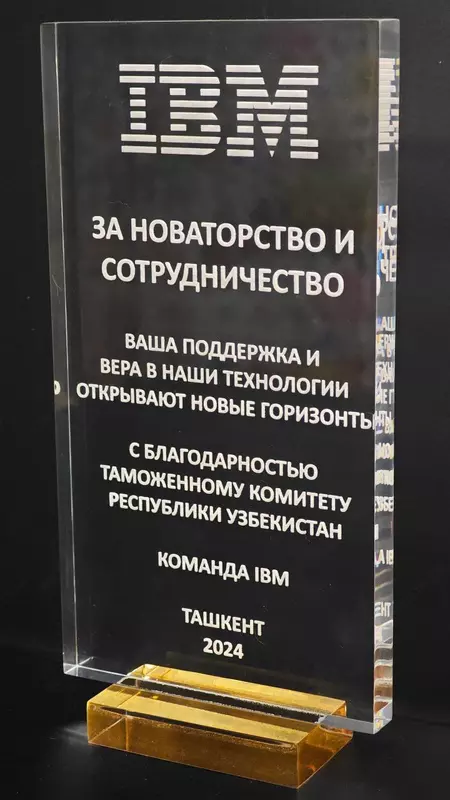 IBM
ЗА НОВАТОРСТВО И
СОТРУДНИЧЕСТВО
ВАША ПОДДЕРЖКА И
ВЕРА В НАШИ ТЕХНОЛОГИИ
ОТКРЫВАЮТ НОВЫЕ ГОРИЗОНТЫ
С БЛАГОДАРНОСТЬЮ
ТАМОЖЕННОМУ КОМИТЕТУ
РЕСПУБЛИКИ УЗБЕКИСТАН
КОМАНДА IBM
ТАШКЕНТ
2024